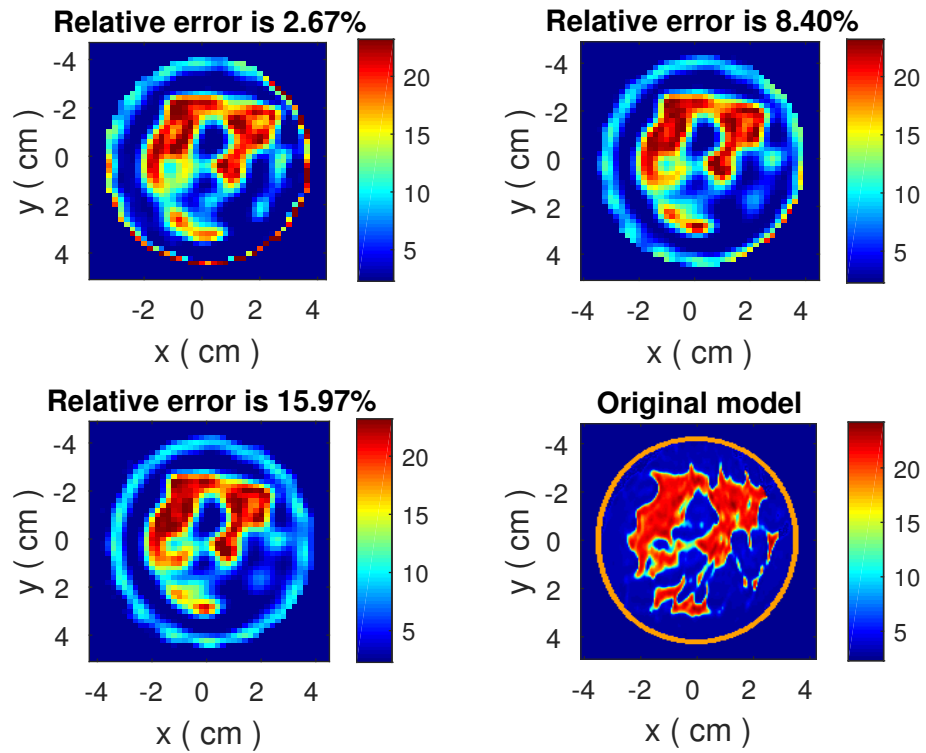 Relative error is 2.67%
-4
-2
0
2
4
y ( cm )
-2 0 2 4
x ( cm )
20
15
10
5
Relative error is 8.40%
-4
-2
0
2
4
y ( cm )
-4 -2 0 2 4
x ( cm )
20
15
10
5
Relative error is 15.97%
-4
-2
0
2
4
y ( cm )
-4 -2 0 2 4
x ( cm )
20
15
10
5
Original model
-4
-2
0
2
4
y ( cm )
-4 -2 0 2 4
x ( cm )
20
15
10
5